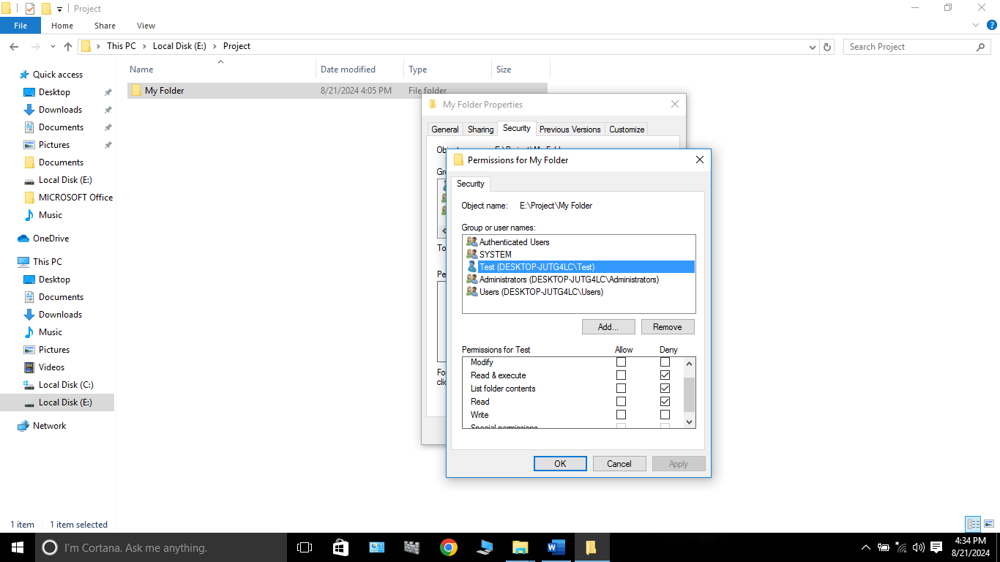 Project
File Home Share View
This PC Local Disk (E:) Project
Search Project
Name Date modified Type Size
My Folder 8/21/2024 4:05 PM File folder
Quick access
Desktop
Downloads
Documents
Pictures
Documents
Local Disk (E:)
MICROSOFT Office
Music
OneDrive
This PC
Desktop
Documents
Downloads
Music
Pictures
Videos
Local Disk (C:)
Local Disk (E:)
Network
My Folder Properties
General Sharing Security Previous Versions Customize
Permissions for My Folder
Security
Object name: E:\Project\My Folder
Group or user names:
Authenticated Users
SYSTEM
Test (DESKTOP-JUTG4LC\Test)
Administrators (DESKTOP-JUTG4LC\Administrators)
Users (DESKTOP-JUTG4LC\Users)
Add... Remove
Permissions for Test Allow Deny
Modify
Read & execute
List folder contents
Read
Write
Special permissions
OK Cancel Apply
To
1 item 1 item selected
I'm Cortana. Ask me anything.
4:34 PM
8/21/2024